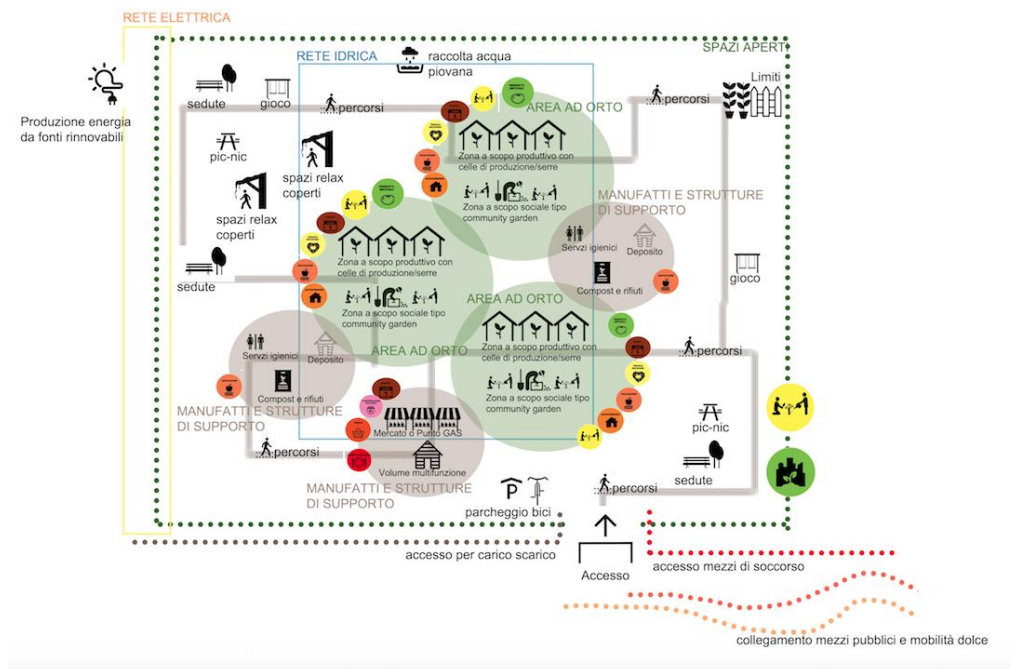 RETE ELETTRICA
RETE IDRICA
raccolta acqua
piovana
SPAZI APERTI
Limiti
sedute
gioco
percorsi
AREA AD ORTO
percorsi
Produzione energia
da fonti rinnovabili
pic-nic
spazi relax
coperti
Zona a scopo produttivo con
celle di produzione/serre
Zona a scopo sociale tipo
community garden
MANUFATTI E STRUTTURE
DI SUPPORTO
spazi relax
coperti
Servzi igienici
Deposito
Compost e rifiuti
sedute
Zona a scopo produttivo con
celle di produzione/serre
Zona a scopo sociale tipo
community garden
gioco
AREA AD ORTO
AREA AD ORTO
Zona a scopo produttivo con
celle di produzione/serre
Zona a scopo sociale tipo
community garden
percorsi
Servzi igienici
Deposito
Compost e rifiuti
MANUFATTI E STRUTTURE
DI SUPPORTO
Mercato o Punto GAS
Volume multifunzione
percorsi
MANUFATTI E STRUTTURE
DI SUPPORTO
pic-nic
sedute
percorsi
P
parcheggio bici
accesso per carico scarico
Accesso
accesso mezzi di soccorso
collegamento mezzi pubblici e mobilità dolce